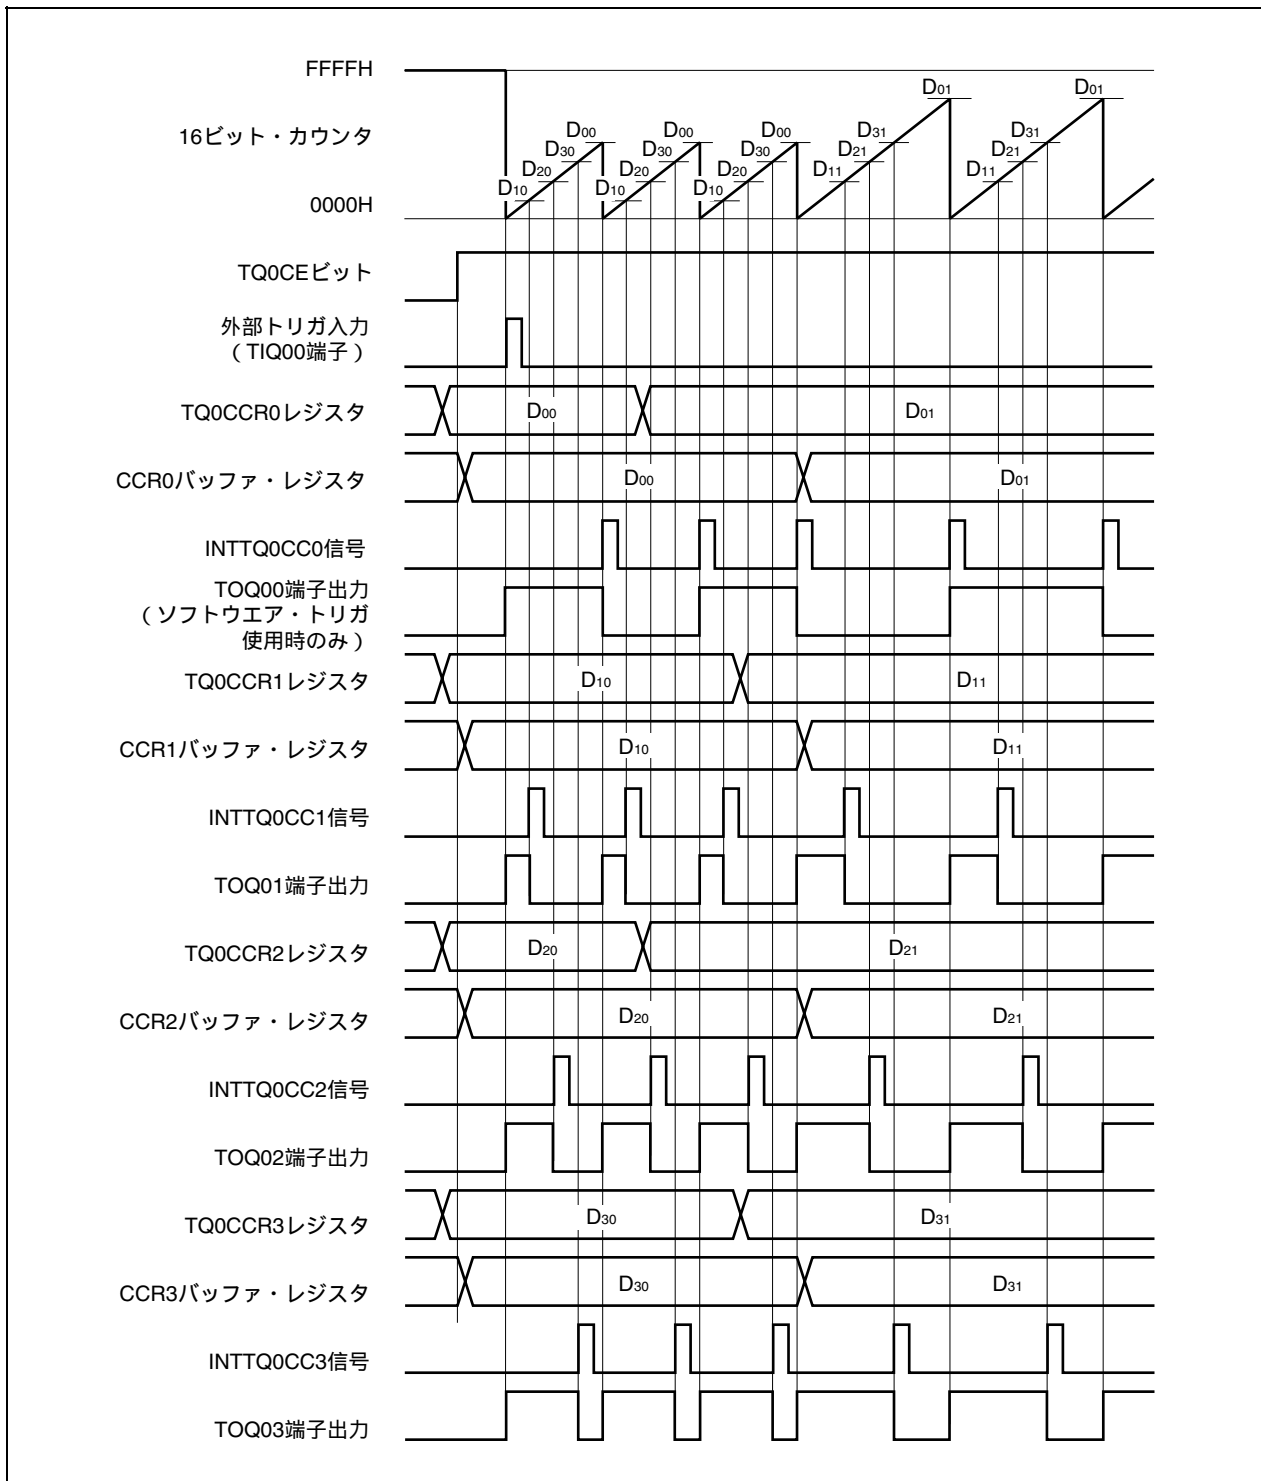 FFFFH
D01 D01
16ビット・カウンタ D00 D00 D00 D31 D31
D30 D30 D30 D21 D21
D20 D20 D20 D11 D11
D10 D10 D10
0000H
TQ0CEビット
外部トリガ入力
(TIQ00端子)
TQ0CCR0レジスタ D00 D01
CCR0バッファ・レジスタ D00 D01
INTTQ0CC0信号
TOQ00端子出力
(ソフトウエア・トリガ
使用時のみ)
TQ0CCR1レジスタ D10 D11
CCR1バッファ・レジスタ D10 D11
INTTQ0CC1信号
TOQ01端子出力
TQ0CCR2レジスタ D20 D21
CCR2バッファ・レジスタ D20 D21
INTTQ0CC2信号
TOQ02端子出力
TQ0CCR3レジスタ D30 D31
CCR3バッファ・レジスタ D30 D31
INTTQ0CC3信号
TOQ03端子出力